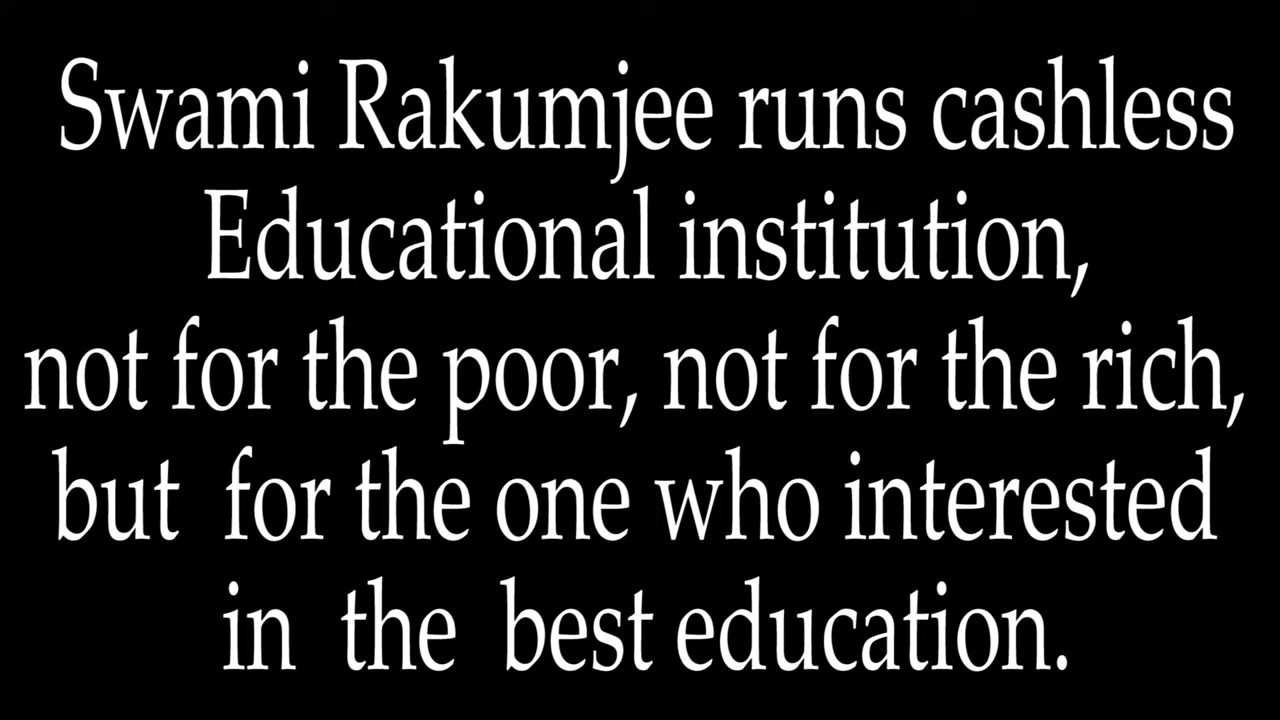 Swami Rakumjee runs cashless
Educational institution,
not for the poor, not for the rich,
but for the one who interested
in the best education.